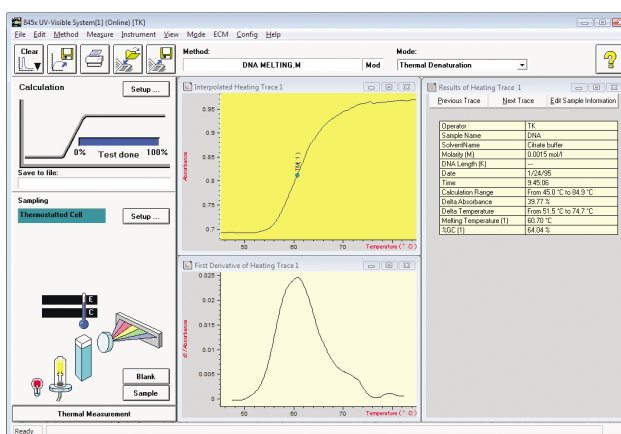 845x UV-Visible System[1] (Online) [TK]
File Edit Method Measure Instrument View Mode ECM Config Help
Clear
Method:
DNA MELTING.M
Mod
Mode:
Thermal Denaturation
Calculation
Setup ...
0% Test done 100%
Save to file:
Sampling
Thermostatted Cell
Setup ...
E
C
Blank
Sample
Thermal Measurement
Ready
Interpolated Heating Trace 1
Absorbance
0.95
0.9
0.85
0.8
0.75
0.7
TM( 1 )
50 60 70
Temperature (° C )
First Derivative of Heating Trace 1
0.025
0.02
0.015
0.01
0.005
0
50 60 70
Temperature (° C )
Results of Heating Trace 1
Previous Trace Next Trace Edit Sample Information
Operator TK
Sample Name DNA
SolventName Citrate buffer
Molarity (M) 0.0015 mol/l
DNA Length (K) ---
Date 1/24/95
Time 9:45:06
Calculation Range From 45.0 °C to 84.9 °C
Delta Absorbance 39.77 %
Delta Temperature From 51.5 °C to 74.7 °C
Melting Temperature (1) 60.70 °C
%GC (1) 64.04 %